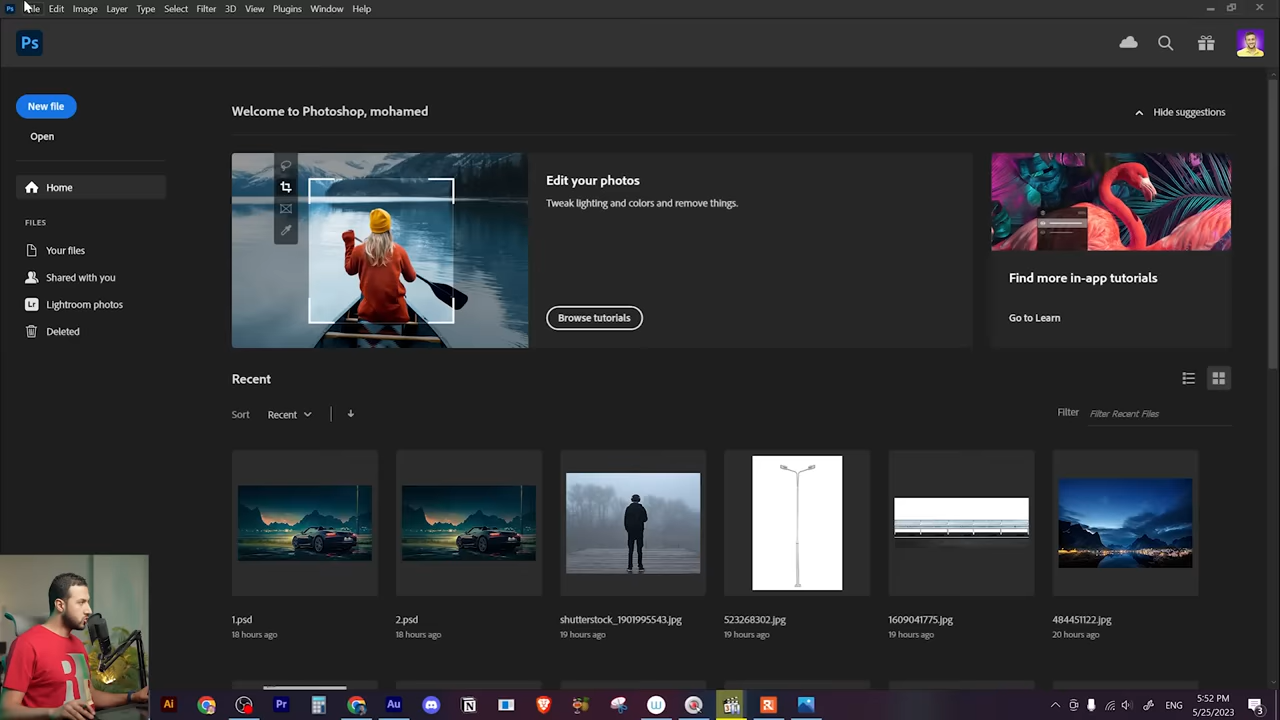 Ps File Edit Image Layer Type Select Filter 3D View Plugins Window Help
Ps
New file
Open
Home
FILES
Your files
Shared with you
Lr Lightroom photos
Deleted
Welcome to Photoshop, mohamed
Hide suggestions
Edit your photos
Tweak lighting and colors and remove things.
Browse tutorials
Find more in-app tutorials
Go to Learn
Recent
Sort Recent
Filter Filter Recent Files
1.psd
18 hours ago
2.psd
18 hours ago
shutterstock_1901995543.jpg
19 hours ago
523268302.jpg
19 hours ago
1609041775.jpg
19 hours ago
484451122.jpg
20 hours ago
Ai Pr Au
ENG
5:52 PM
5/25/2023
3